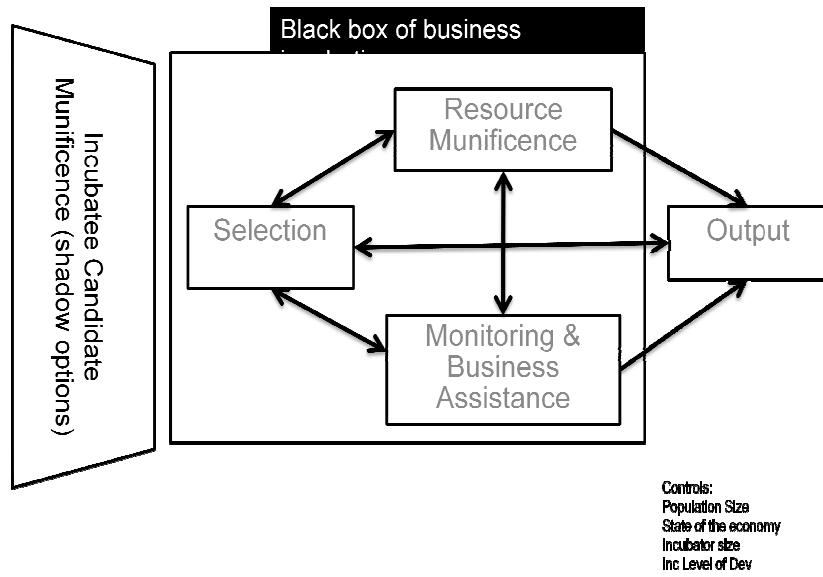 Black box of business
Incubatee Candidate
Munificence (shadow options)
Resource
Munificence
Selection
Output
Monitoring &
Business
Assistance
Controls:
Population Size
State of the economy
Incubator size
Inc Level of Dev